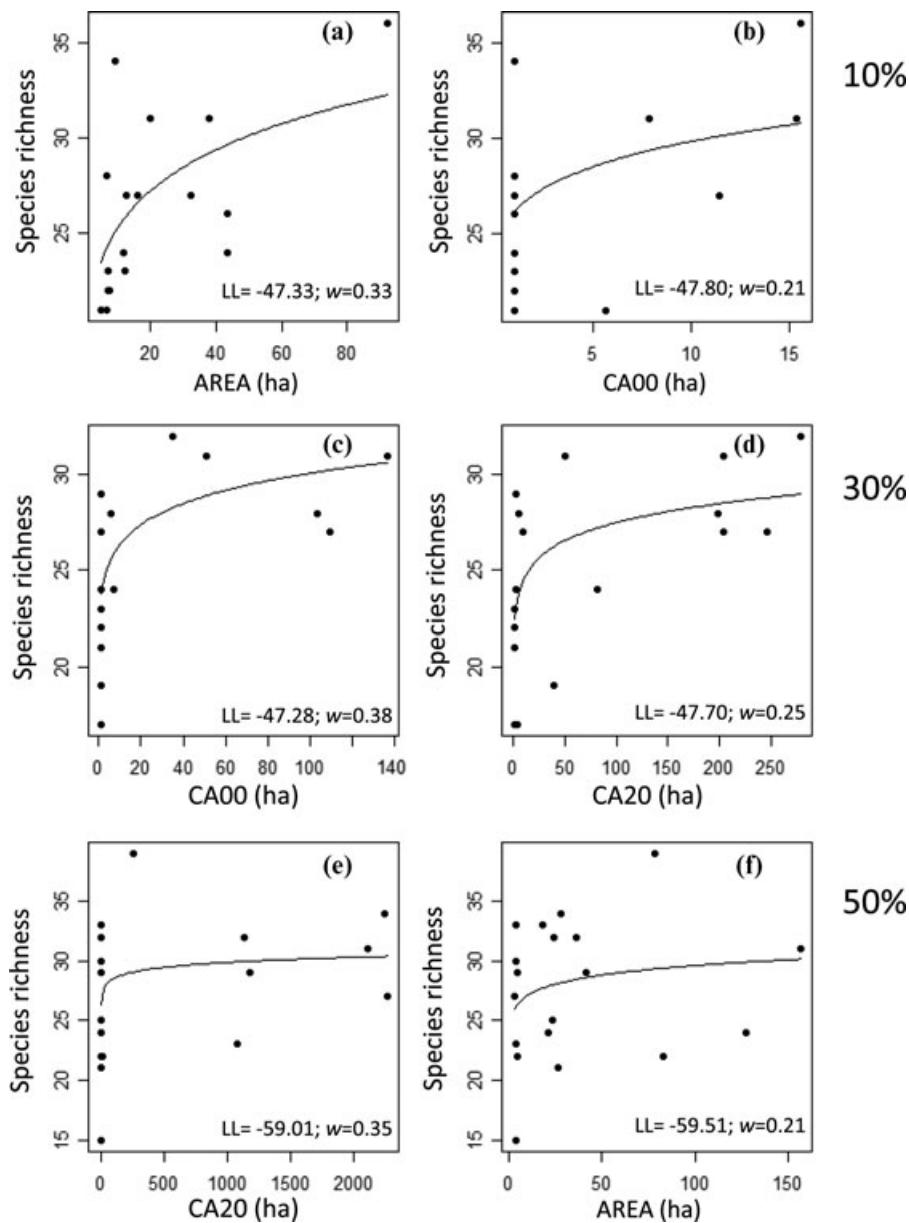 (a)
Species richness
35
30
25
LL= -47.33; w=0.33
20 40 60 80
AREA (ha)
(b)
Species richness
35
30
25
LL= -47.80; w=0.21
5 10 15
CA00 (ha)
10%
(c)
Species richness
30
25
20
LL= -47.28; w=0.38
0 20 40 60 80 100 120 140
CA00 (ha)
(d)
Species richness
30
25
20
LL= -47.70; w=0.25
0 50 100 150 200 250
CA20 (ha)
30%
(e)
Species richness
35
30
25
20
15
LL= -59.01; w=0.35
0 500 1000 1500 2000
CA20 (ha)
(f)
Species richness
35
30
25
20
15
LL= -59.51; w=0.21
0 50 100 150
AREA (ha)
50%